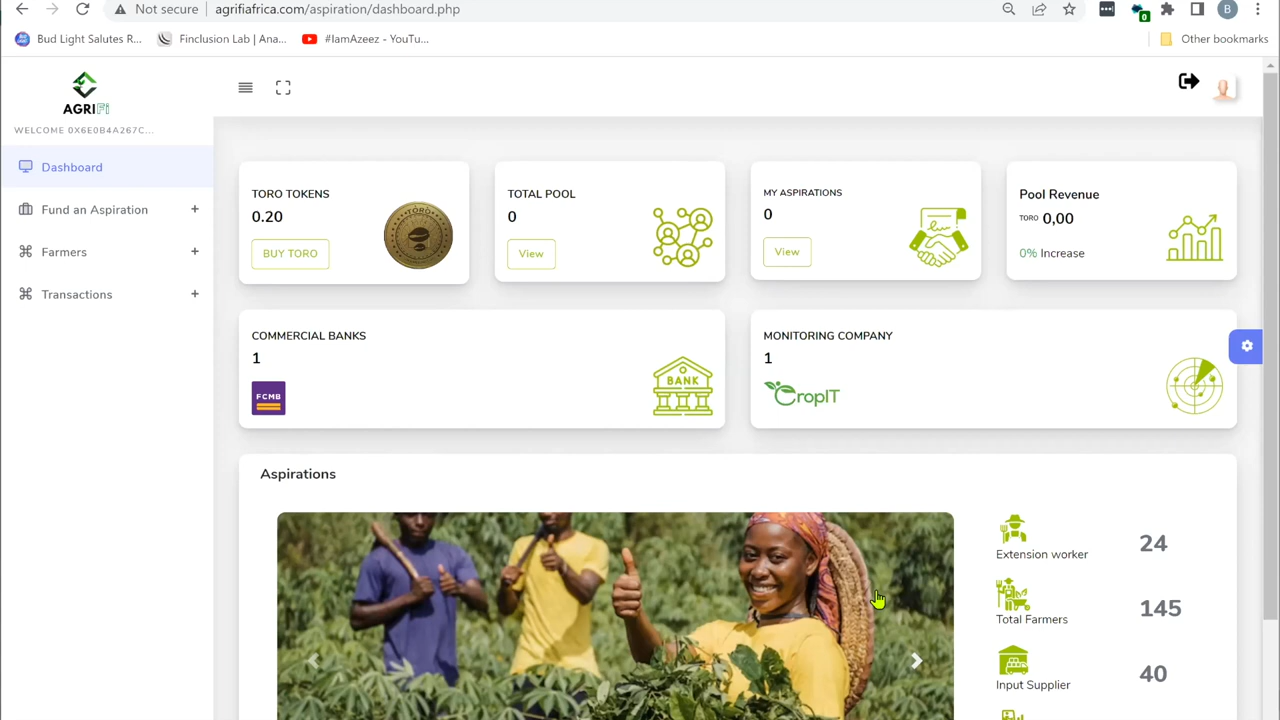 Not secure | agrifiafrica.com/aspiration/dashboard.php
0
B
Bud Light Salutes R...
Finclusion Lab | Ana...
#IamAzeez - YouTu...
Other bookmarks
AGRIFi
WELCOME 0X6E0B4A267C...
Dashboard
Fund an Aspiration +
Farmers +
Transactions +
TORO TOKENS
0.20
BUY TORO
TORO
TOTAL POOL
0
View
MY ASPIRATIONS
0
View
Pool Revenue
TORO 0,00
0% Increase
COMMERCIAL BANKS
1
FCMB
BANK
MONITORING COMPANY
1
CropIT
Aspirations
Extension worker 24
Total Farmers 145
Input Supplier 40